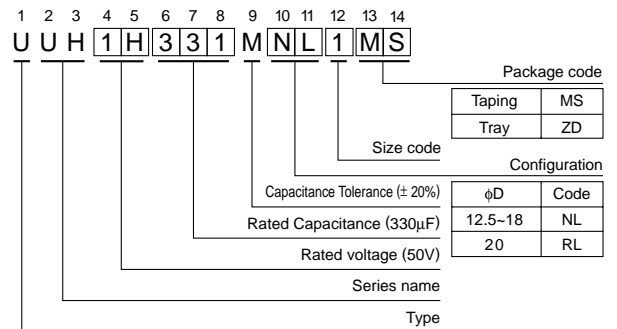 1 2 3 4 5 6 7 8 9 10 11 12 13 14
U U H 1 H 3 3 1 M N L 1 M S
Package code
Taping MS
Tray ZD
Size code
Configuration
ϕD Code
12.5~18 NL
20 RL
Capacitance Tolerance (± 20%)
Rated Capacitance (330µF)
Rated voltage (50V)
Series name
Type